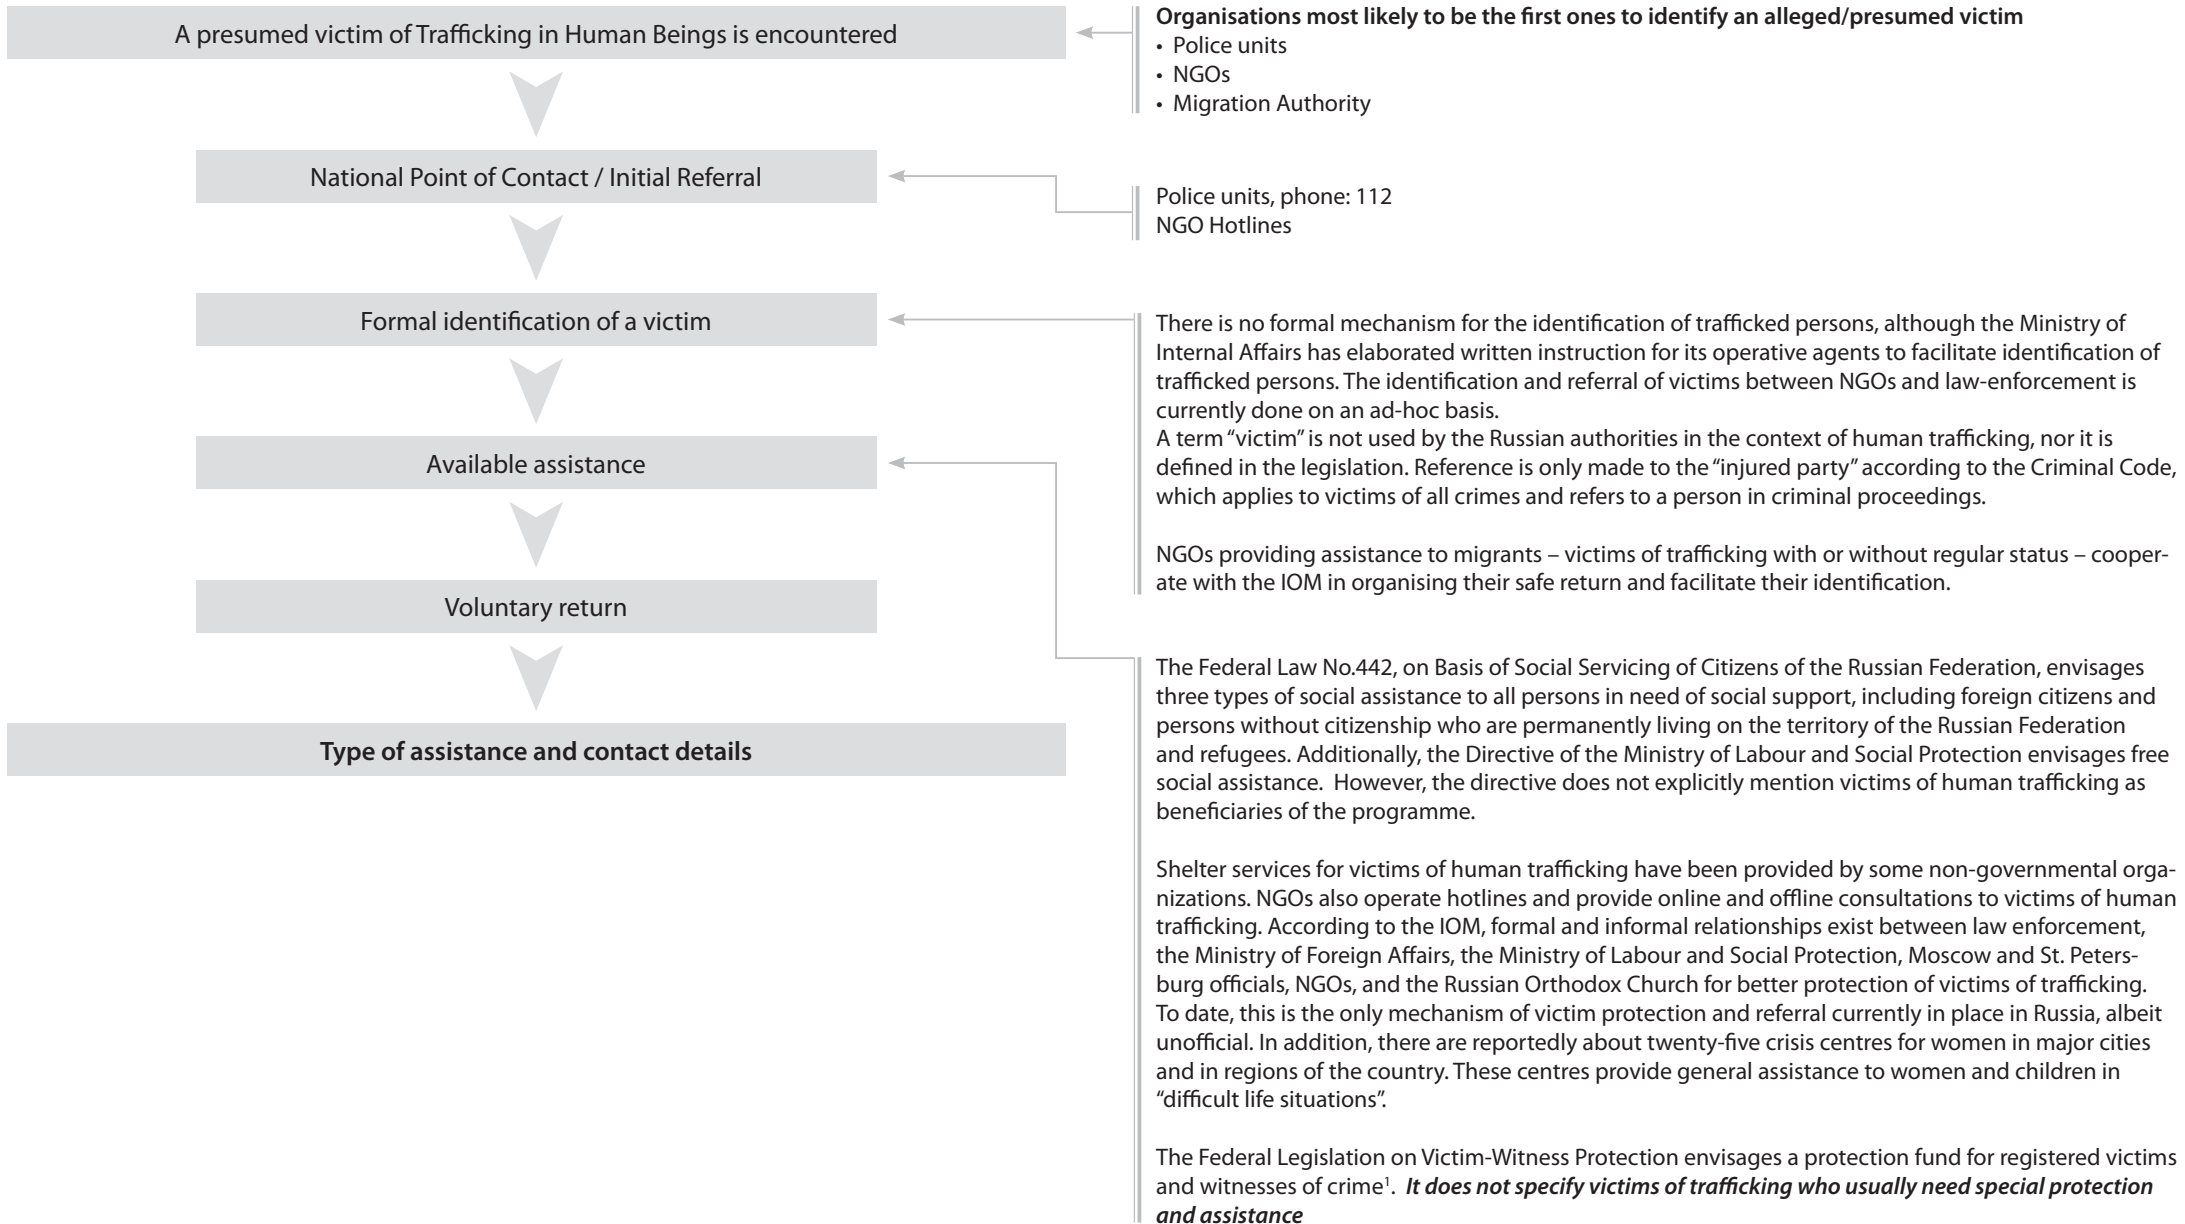 A presumed victim of Trafficking in Human Beings is encountered
Organisations most likely to be the first ones to identify an alleged/presumed victim
• Police units
• NGOs
• Migration Authority
National Point of Contact / Initial Referral
Police units, phone: 112
NGO Hotlines
Formal identification of a victim
There is no formal mechanism for the identification of trafficked persons, although the Ministry of
Internal Affairs has elaborated written instruction for its operative agents to facilitate identification of
trafficked persons. The identification and referral of victims between NGOs and law-enforcement is
currently done on an ad-hoc basis.
A term “victim” is not used by the Russian authorities in the context of human trafficking, nor it is
defined in the legislation. Reference is only made to the “injured party” according to the Criminal Code,
which applies to victims of all crimes and refers to a person in criminal proceedings.
NGOs providing assistance to migrants – victims of trafficking with or without regular status – cooper-
ate with the IOM in organising their safe return and facilitate their identification.
Available assistance
The Federal Law No.442, on Basis of Social Servicing of Citizens of the Russian Federation, envisages
three types of social assistance to all persons in need of social support, including foreign citizens and
persons without citizenship who are permanently living on the territory of the Russian Federation
and refugees. Additionally, the Directive of the Ministry of Labour and Social Protection envisages free
social assistance.  However, the directive does not explicitly mention victims of human trafficking as
beneficiaries of the programme.
Shelter services for victims of human trafficking have been provided by some non-governmental orga-
nizations. NGOs also operate hotlines and provide online and offline consultations to victims of human
trafficking. According to the IOM, formal and informal relationships exist between law enforcement,
the Ministry of Foreign Affairs, the Ministry of Labour and Social Protection, Moscow and St. Peters-
burg officials, NGOs, and the Russian Orthodox Church for better protection of victims of trafficking.
To date, this is the only mechanism of victim protection and referral currently in place in Russia, albeit
unofficial. In addition, there are reportedly about twenty-five crisis centres for women in major cities
and in regions of the country. These centres provide general assistance to women and children in
“difficult life situations”.
The Federal Legislation on Victim-Witness Protection envisages a protection fund for registered victims
and witnesses of crime¹.  It does not specify victims of trafficking who usually need special protection
and assistance
Voluntary return
Type of assistance and contact details